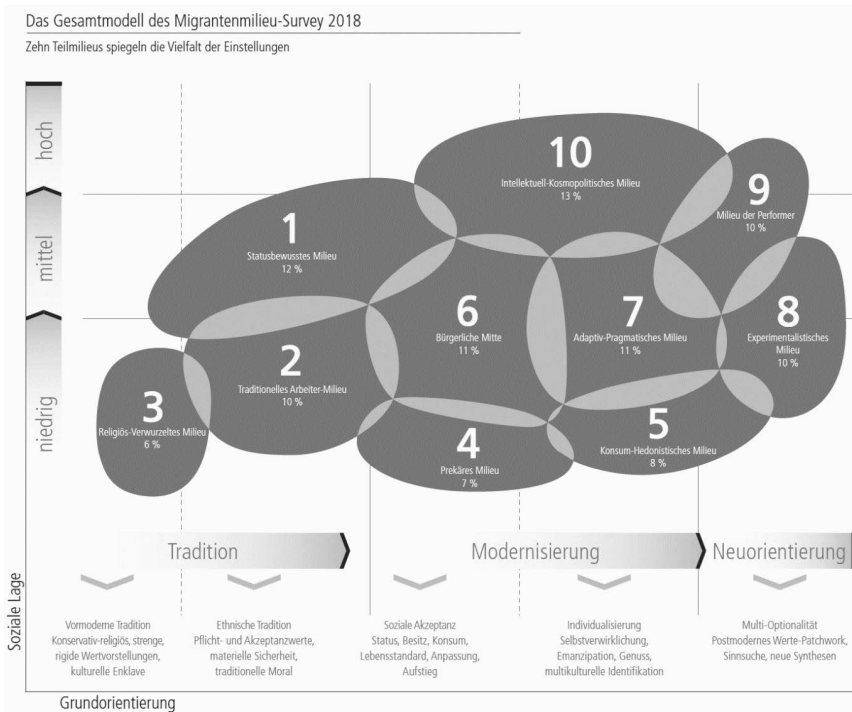 Das Gesamtmodell des Migrantenmilieu-Survey 2018
Zehn Teilmilieus spiegeln die Vielfalt der Einstellungen
hoch
mittel
niedrig
Soziale Lage
10
Intellektuell-Kosmopolitisches Milieu
13 %
9
Milieu der Performer
10 %
1
Statusbewusstes Milieu
12 %
6
Bürgerliche Mitte
11 %
7
Adaptiv-Pragmatisches Milieu
11 %
8
Experimentalistisches
Milieu
10 %
2
Traditionelles Arbeiter-Milieu
10 %
3
Religiös-Verwurzeltes Milieu
6 %
4
Prekäres Milieu
7 %
5
Konsum-Hedonistisches Milieu
8 %
Tradition
Modernisierung
Neuorientierung
Vormoderne Tradition
Konservativ-religiös, strenge,
rigide Wertvorstellungen,
kulturelle Enklave
Ethnische Tradition
Pflicht- und Akzeptanzwerte,
materielle Sicherheit,
traditionelle Moral
Soziale Akzeptanz
Status, Besitz, Konsum,
Lebensstandard, Anpassung,
Aufstieg
Individualisierung
Selbstverwirklichung,
Emanzipation, Genuss,
multikulturelle Identifikation
Multi-Optionalität
Postmodernes Werte-Patchwork,
Sinnsuche, neue Synthesen
Grundorientierung